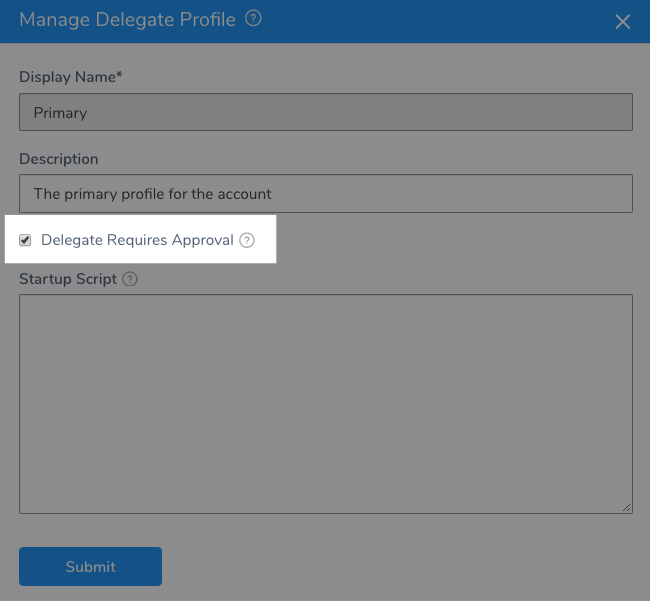 Manage Delegate Profile ?
Display Name*
Primary
Description
The primary profile for the account
Delegate Requires Approval ?
Startup Script ?
Submit